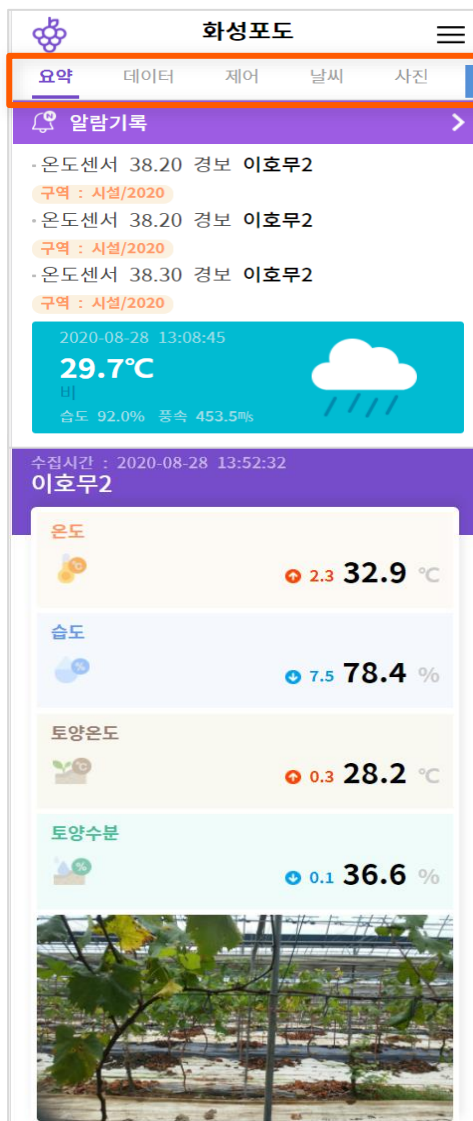 화성포도
요약 데이터 제어 날씨 사진
알람기록
온도센서 38.20 경보 이호무2
구역 : 시설/2020
온도센서 38.20 경보 이호무2
구역 : 시설/2020
온도센서 38.30 경보 이호무2
구역 : 시설/2020
2020-08-28 13:08:45
29.7℃
비
습도 92.0% 풍속 453.5㎧
수집시간 : 2020-08-28 13:52:32
이호무2
온도
2.3 32.9 ℃
습도
7.5 78.4 %
토양온도
0.3 28.2 ℃
토양수분
0.1 36.6 %